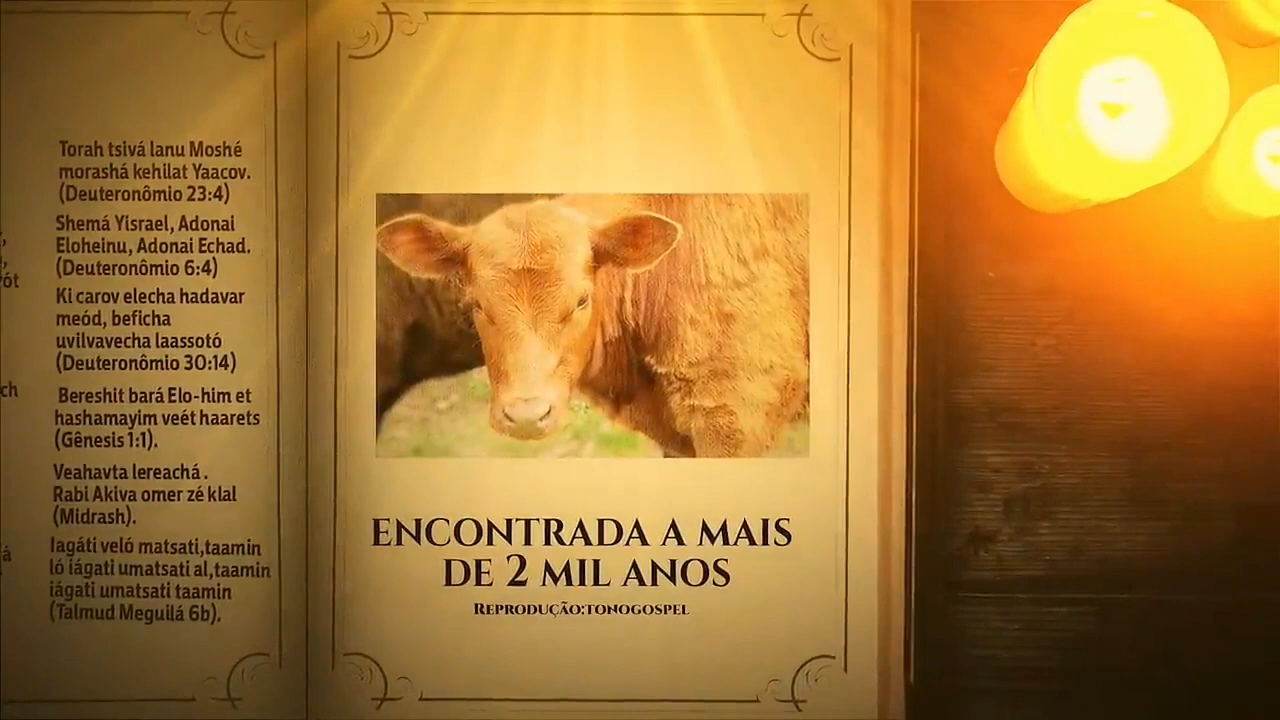 Torah tsivá lanu Moshé
morashá kehilat Yaacov.
(Deuteronômio 23:4)
Shemá Yisrael, Adonai
Eloheinu, Adonai Echad.
(Deuteronômio 6:4)
Ki carov elecha hadavar
meód, beficha
uvilvavecha laassotó
(Deuteronômio 30:14)
Bereshit bará Elo-him et
hashamayim veét haarets
(Gênesis 1:1).
Veahavta lereachá .
Rabi Akiva omer zé klal
(Midrash).
Iagáti veló matsati,taamin
ló iágati umatsati al,taamin
iágati umatsati taamin
(Talmud Meguilá 6b).
ENCONTRADA A MAIS
DE 2 MIL ANOS
REPRODUÇÃO:TONOGOSPEL